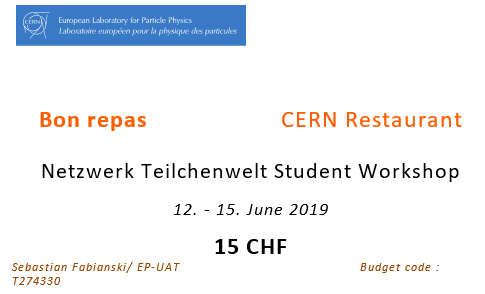 CERN
European Laboratory for Particle Physics
Laboratoire européen pour la physique des particules
Bon repas CERN Restaurant
Netzwerk Teilchenwelt Student Workshop
12. - 15. June 2019
15 CHF
Sebastian Fabianski/ EP-UAT Budget code :
T274330